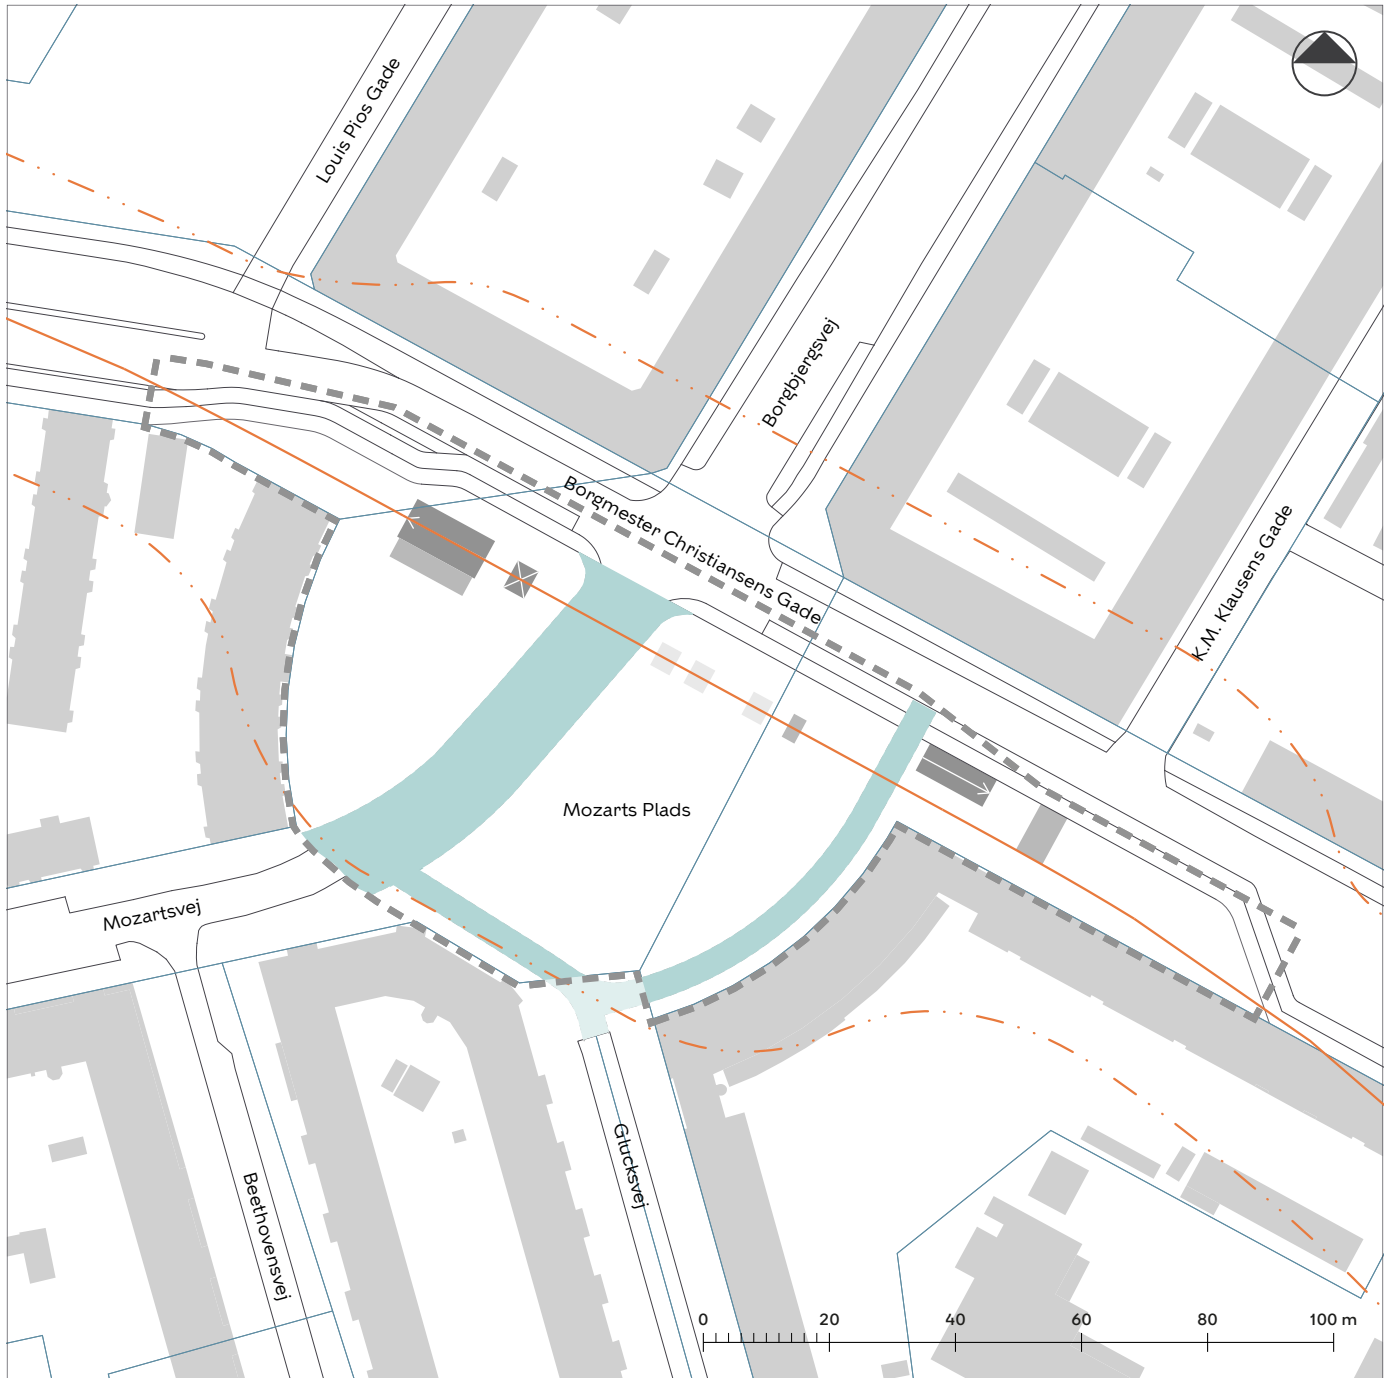 Louis Pios Gade
Borgbjergsvej
Borgmester Christiansens Gade
K.M. Klausens Gade
Mozarts Plads
Mozartsvej
Beethovensvej
Glucksvej
0 20 40 60 80 100 m